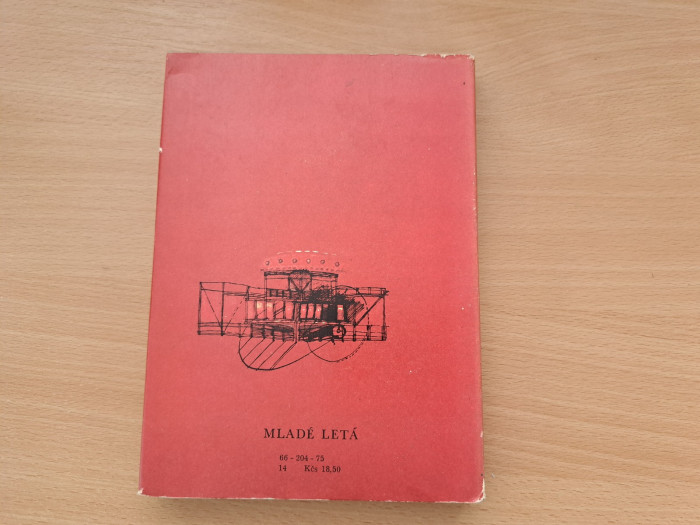 MLADÉ LETÁ
66 - 204 - 75
14 Kčs 18,50